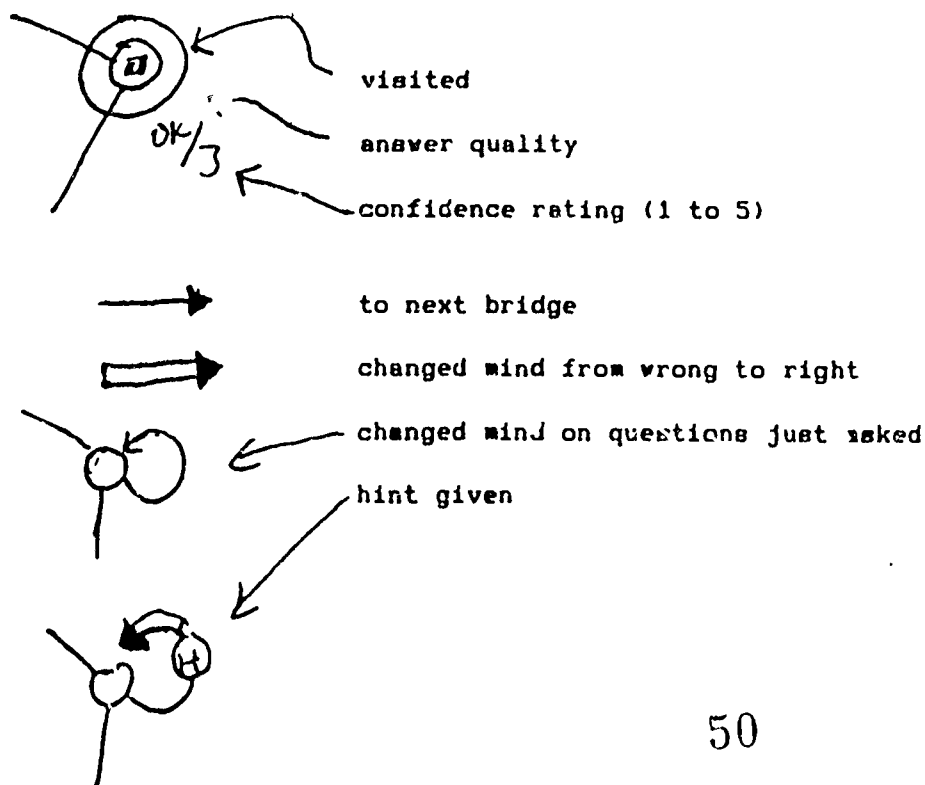 visited
answer quality
OK/3
confidence rating (1 to 5)
to next bridge
changed mind from wrong to right
changed mind on questions just asked
hint given
H
50